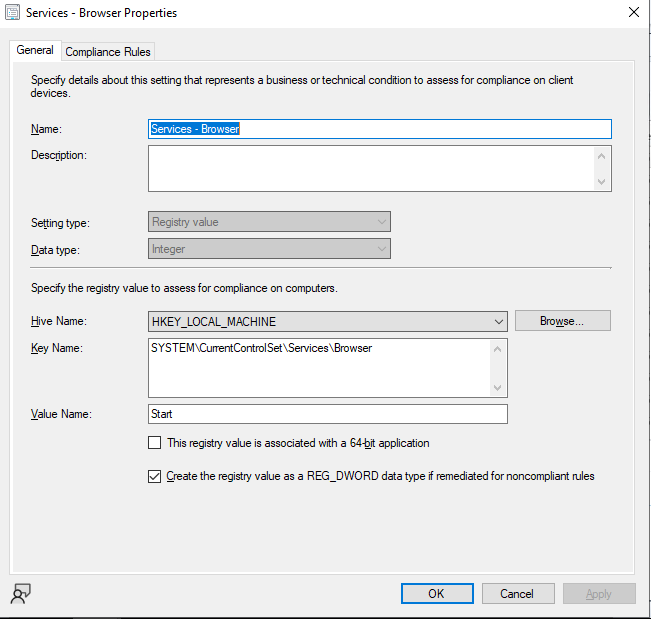 Services - Browser Properties
General
Compliance Rules
Specify details about this setting that represents a business or technical condition to assess for compliance on client
devices.
Name:
Services - Browser
Description:
Setting type:
Registry value
Data type:
Integer
Specify the registry value to assess for compliance on computers.
Hive Name:
HKEY_LOCAL_MACHINE
Browse...
Key Name:
SYSTEM\CurrentControlSet\Services\Browser
Value Name:
Start
This registry value is associated with a 64-bit application
Create the registry value as a REG_DWORD data type if remediated for noncompliant rules
OK
Cancel
Apply